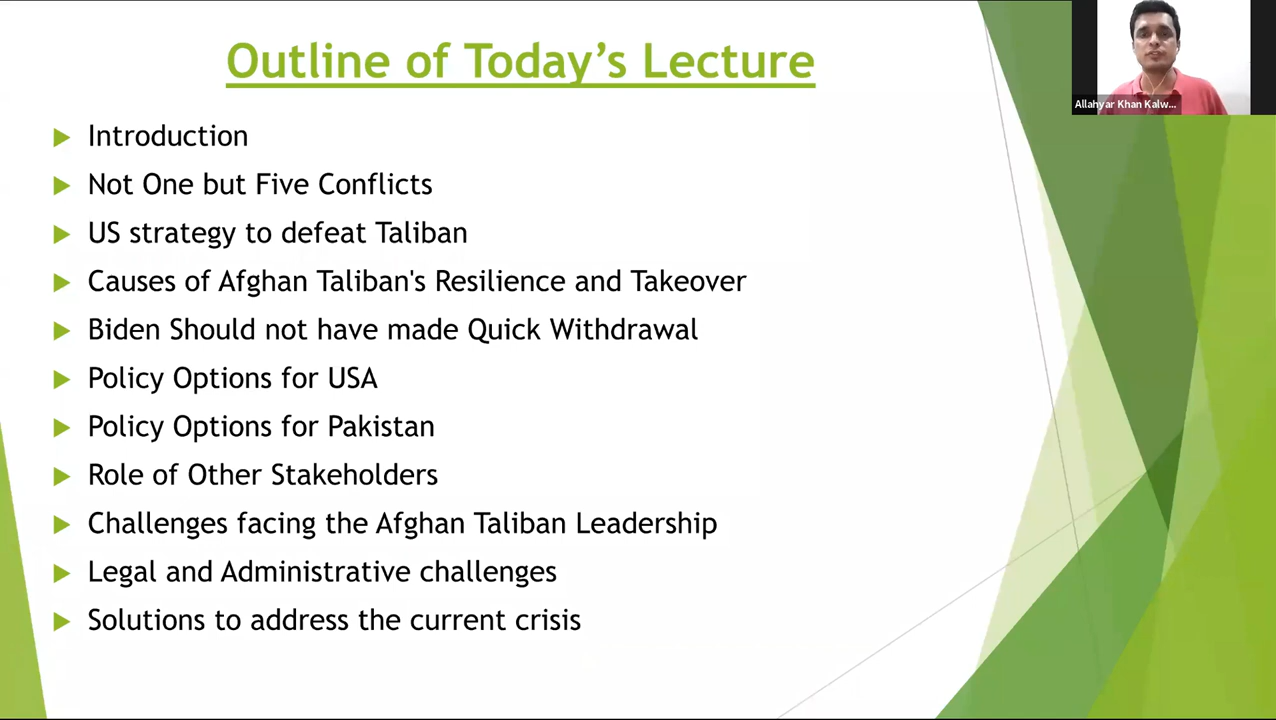 Outline of Today’s Lecture
Allahyar Khan Kalw...
Introduction
Not One but Five Conflicts
US strategy to defeat Taliban
Causes of Afghan Taliban's Resilience and Takeover
Biden Should not have made Quick Withdrawal
Policy Options for USA
Policy Options for Pakistan
Role of Other Stakeholders
Challenges facing the Afghan Taliban Leadership
Legal and Administrative challenges
Solutions to address the current crisis